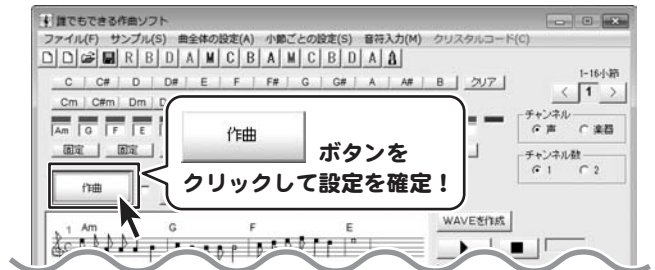 誰でもできる作曲ソフト
ファイル(F) サンプル(S) 曲全体の設定(A) 小節ごとの設定(S) 音符入力(M) クリスタルコード(C)
R B D A M C B A M C B D A
C C# D D# E F F# G G# A A# B クリア
1-16小節
< 1 >
Cm C#m Dm
Am G F E
固定 固定
チャンネル
声 楽器
チャンネル数
1 2
作曲
作曲 ボタンを
クリックして設定を確定！
1 Am G F E
WAVEを作成